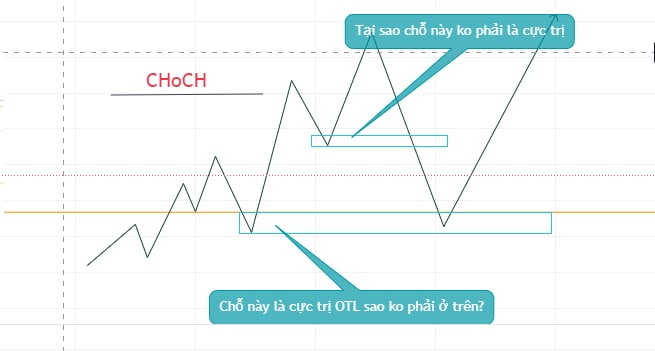 Tại sao chỗ này ko phải là cực trị
CHoCH
Chỗ này là cực trị OTL sao ko phải ở trên?